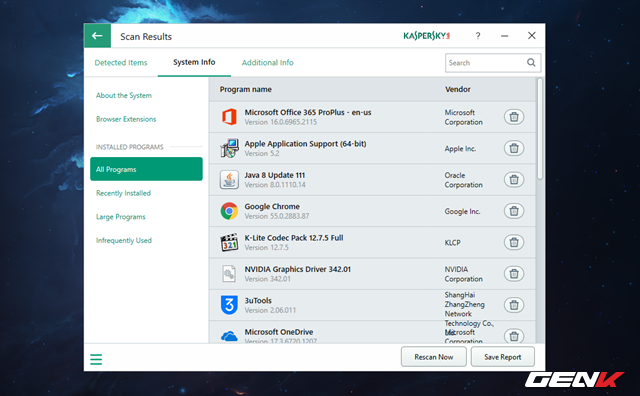 Scan Results
KASPERSKY
?
Detected Items
System Info
Additional Info
Search
About the System
Browser Extensions
INSTALLED PROGRAMS
All Programs
Recently Installed
Large Programs
Infrequently Used
Program name
Vendor
Microsoft Office 365 ProPlus - en-us
Version 16.0.6965.2115
Microsoft
Corporation
Apple Application Support (64-bit)
Version 5.2
Apple Inc.
Java 8 Update 111
Version 8.0.1110.14
Oracle
Corporation
Google Chrome
Version 55.0.2883.87
Google Inc.
321
K-Lite Codec Pack 12.7.5 Full
Version 12.7.5
KLCP
NVIDIA Graphics Driver 342.01
Version 342.01
NVIDIA
Corporation
3uTools
Version 2.06.011
ShangHai
ZhangZheng
Network
Technology Co.,
Microsoft OneDrive
Version 17.3.6720.1207
Microsoft
Corporation
Rescan Now
Save Report
GENK